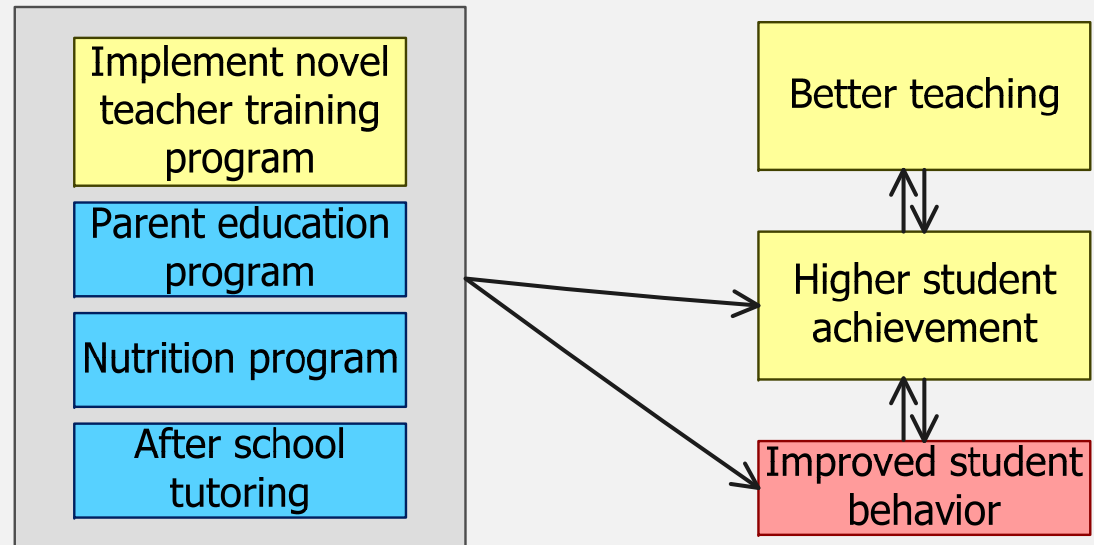 Implement novel
teacher training
program
Parent education
program
Nutrition program
After school
tutoring
Better teaching
Higher student
achievement
Improved student
behavior